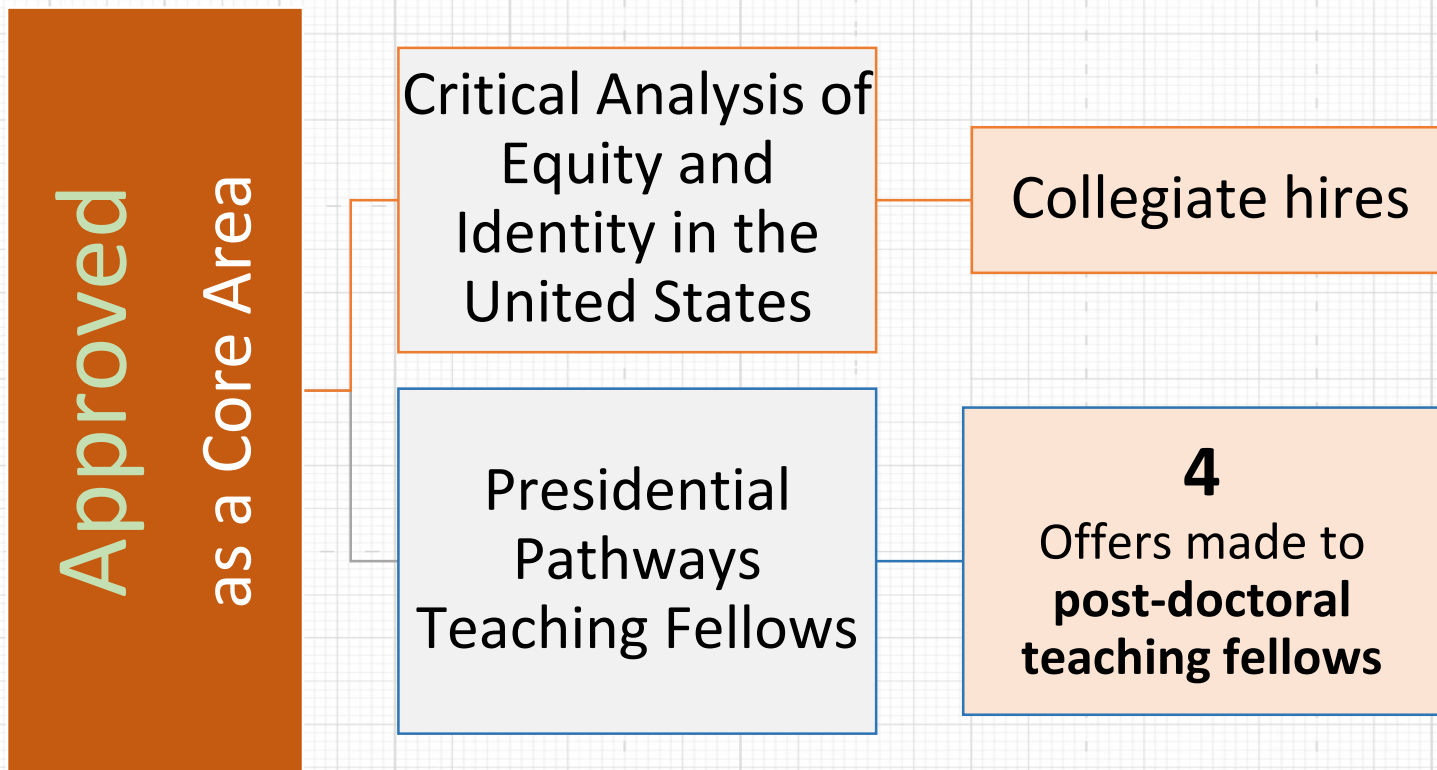 Approved
as a Core Area
Critical Analysis of
Equity and
Identity in the
United States
Collegiate hires
Presidential
Pathways
Teaching Fellows
4
Offers made to
post-doctoral
teaching fellows